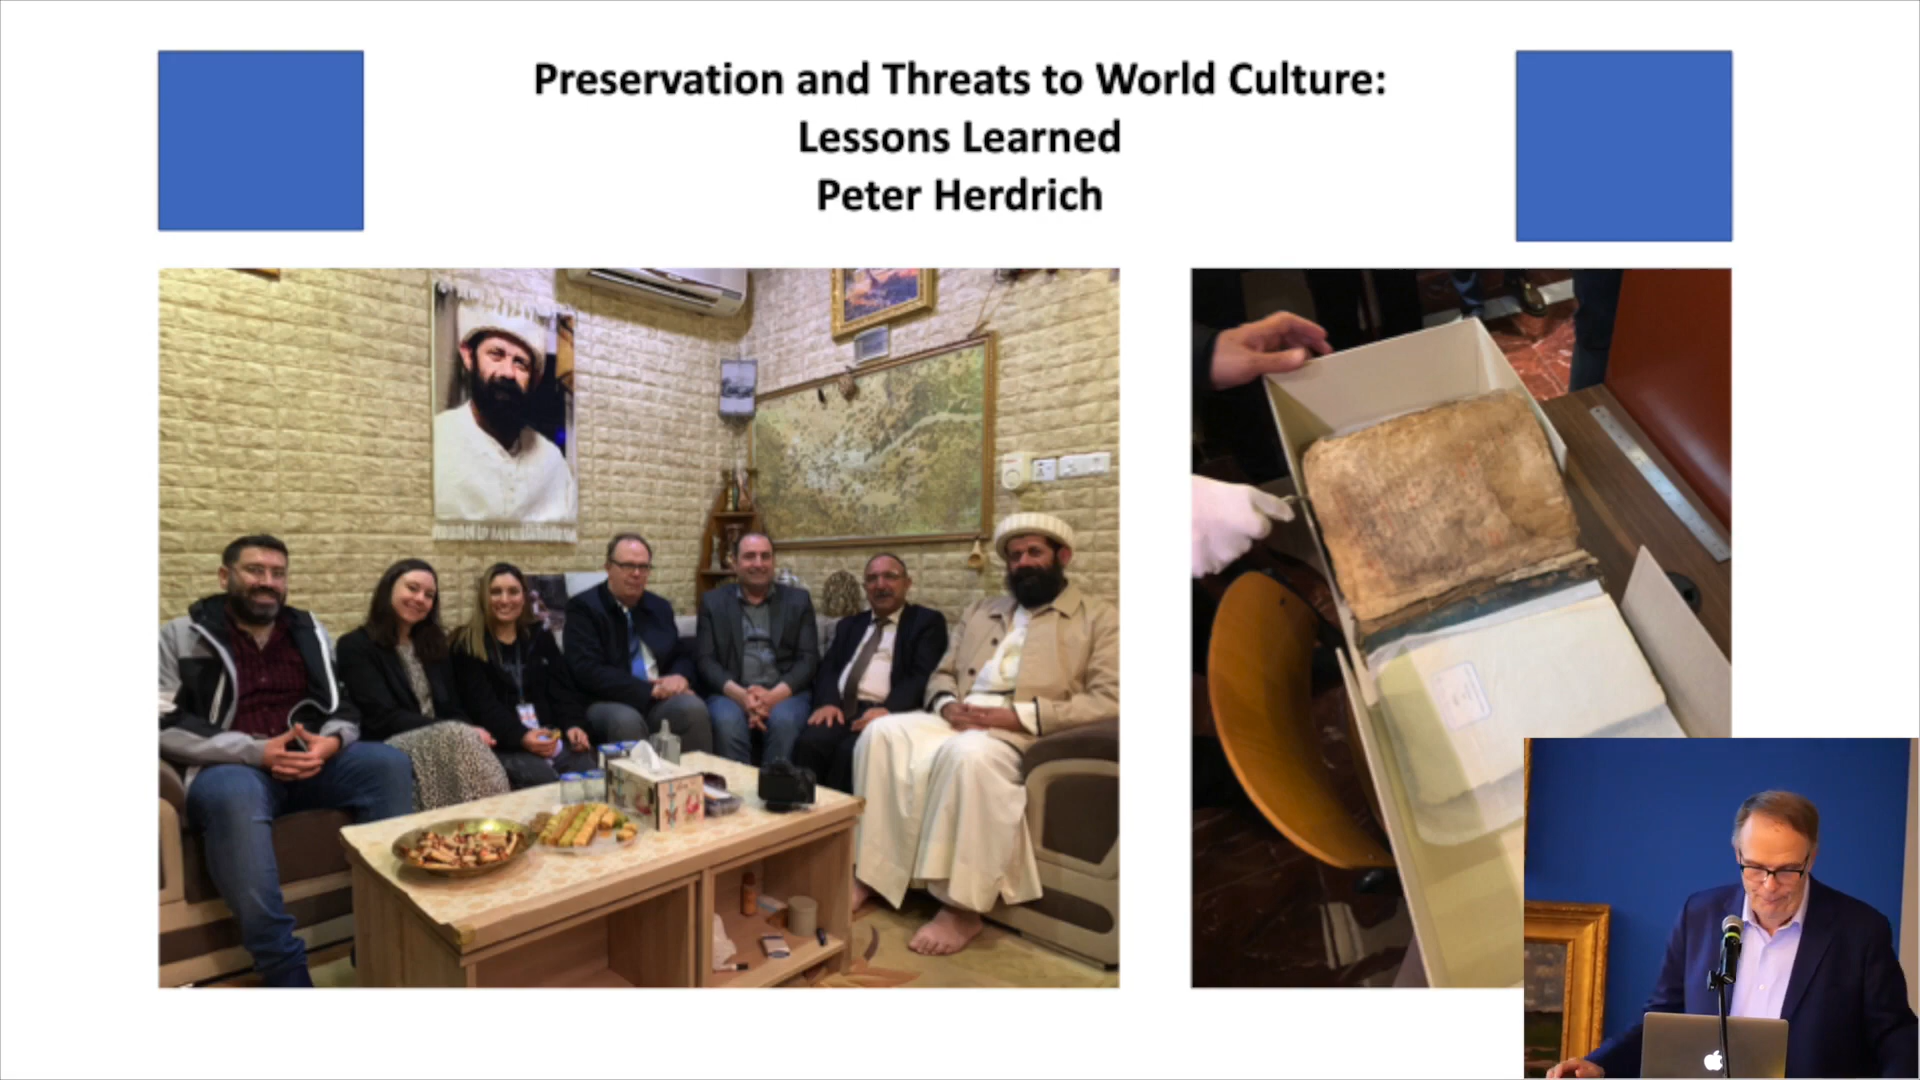 Preservation and Threats to World Culture:
Lessons Learned
Peter Herdrich